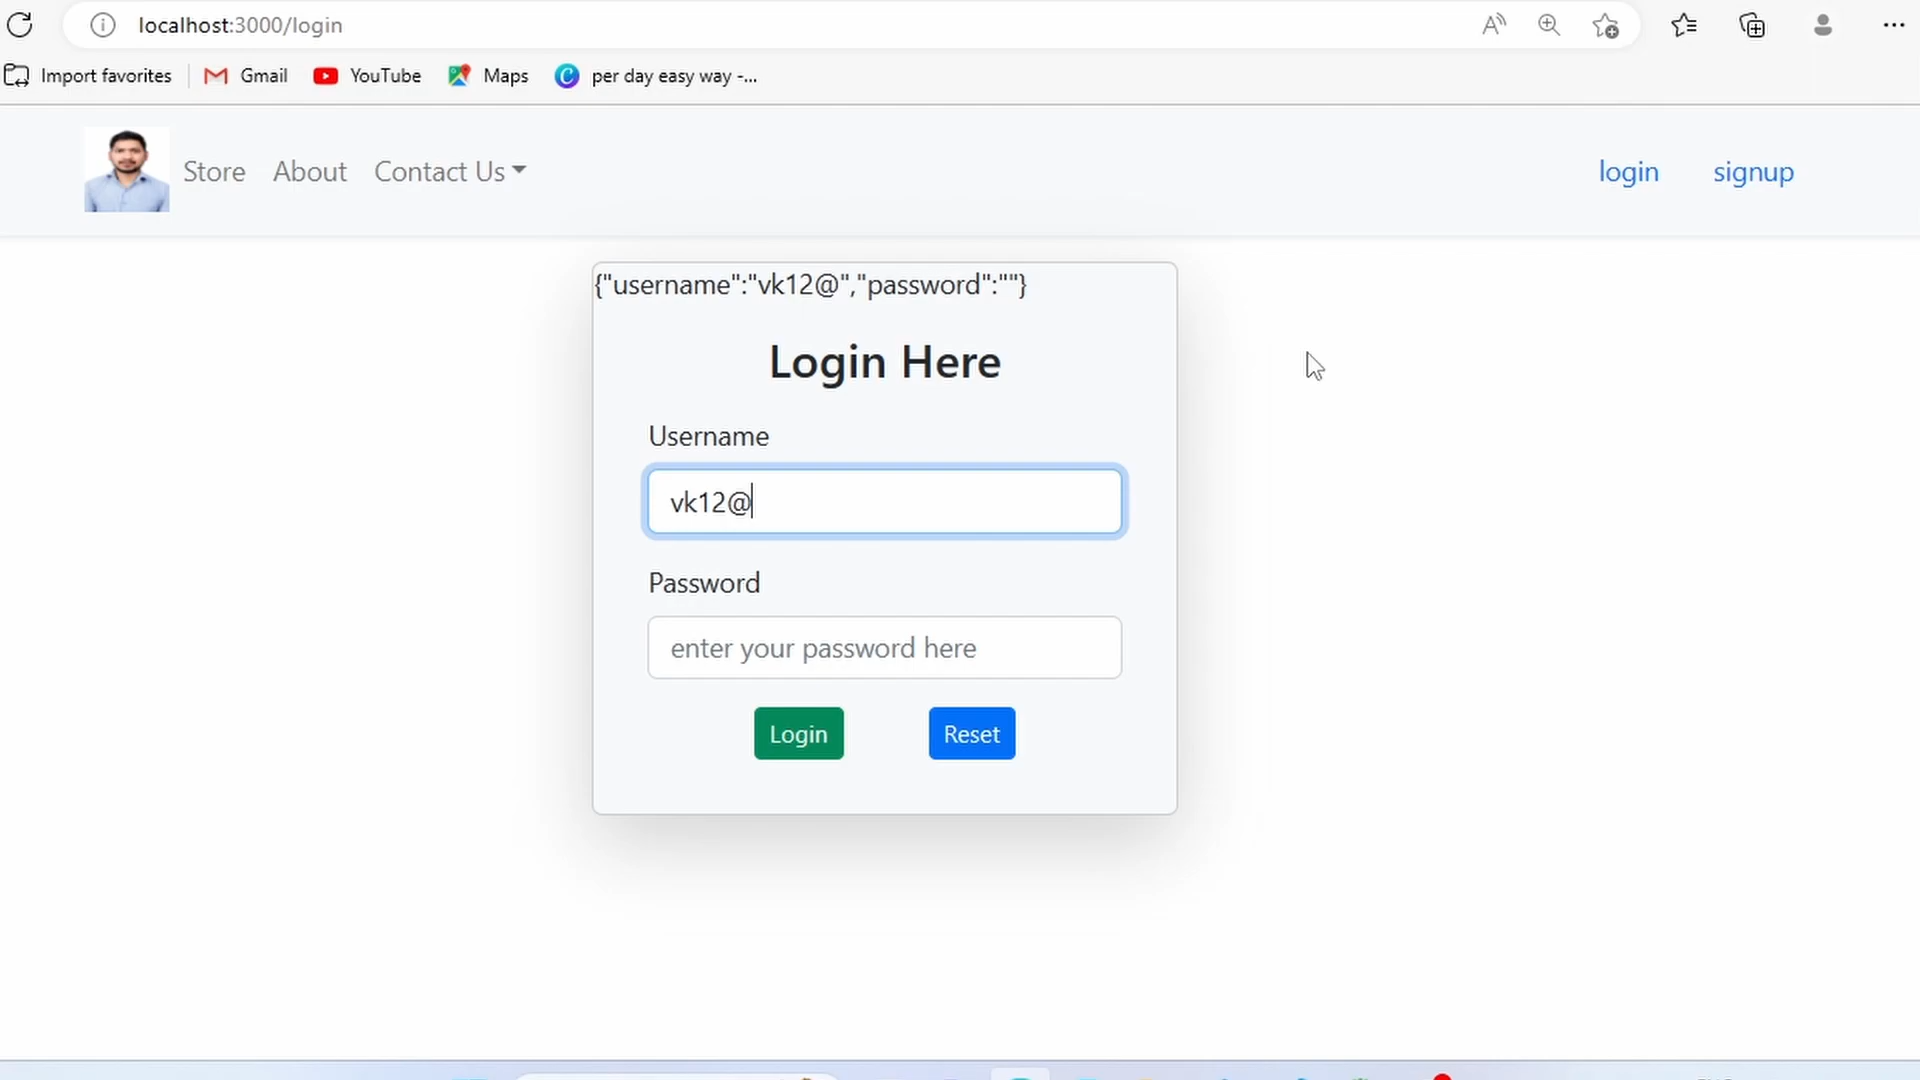 localhost:3000/login
Import favorites Gmail YouTube Maps per day easy way -...
Store About Contact Us login signup
{"username":"vk12@","password":""}
Login Here
Username
vk12@
Password
enter your password here
Login Reset